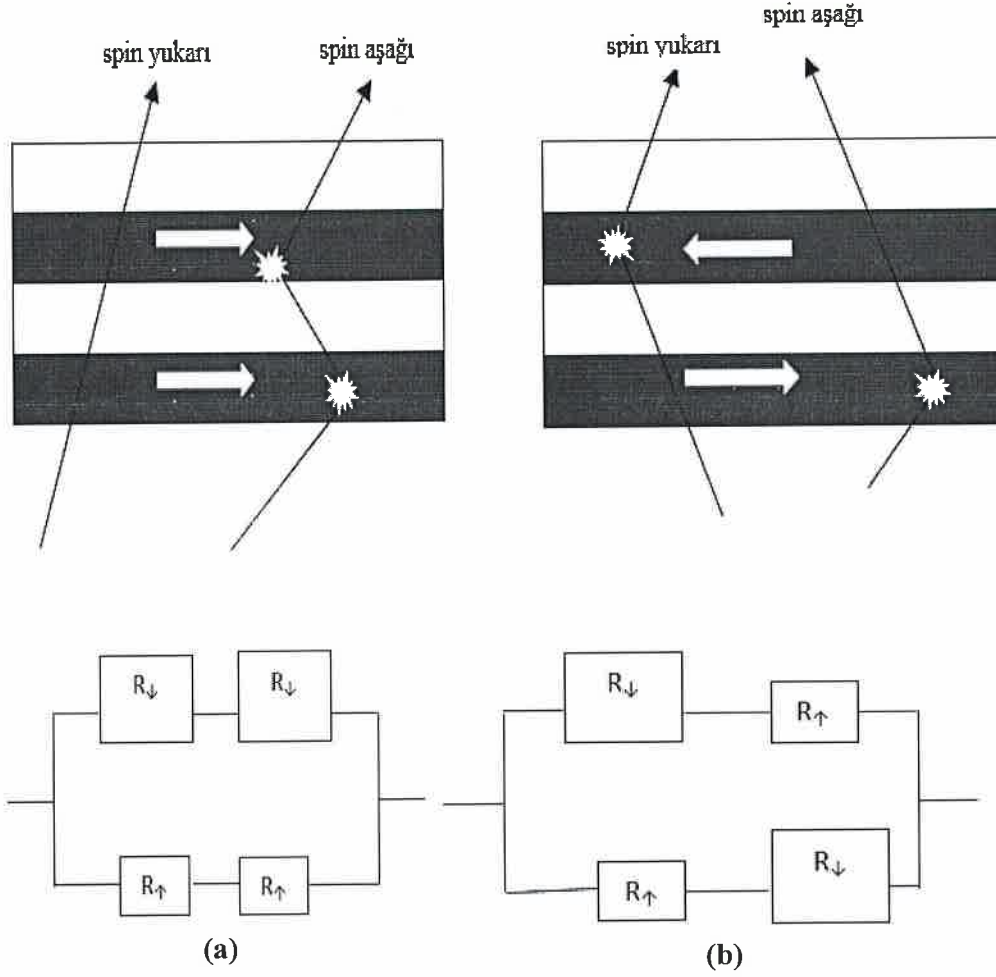 spin aşağı
spin yukarı spin aşağı spin yukarı
R↓ R↓ R↓ R↑
R↑ R↑ R↑ R↓
(a) (b)